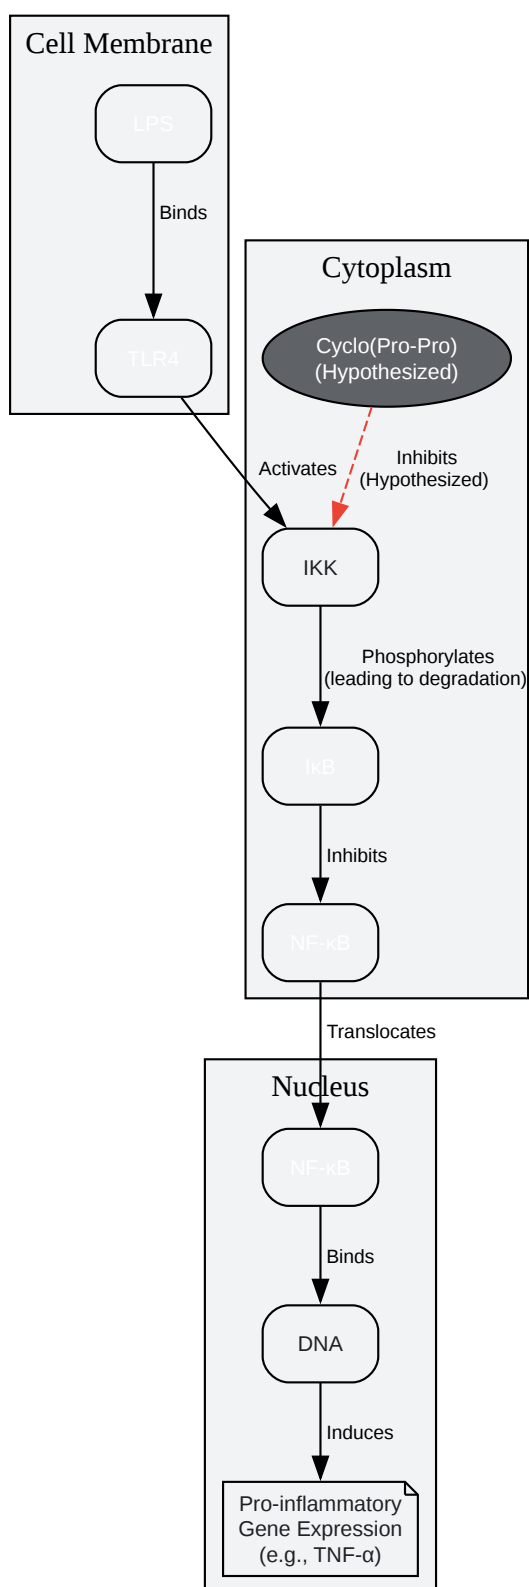 Cell Membrane
LPS
Binds
TLR4
Cytoplasm
Cyclo(Pro-Pro)
(Hypothesized)
Activates
Inhibits
(Hypothesized)
IKK
Phosphorylates
(leading to degradation)
IκB
Inhibits
NF-κB
Translocates
Nucleus
NF-κB
Binds
DNA
Induces
Pro-inflammatory
Gene Expression
(e.g., TNF-α)